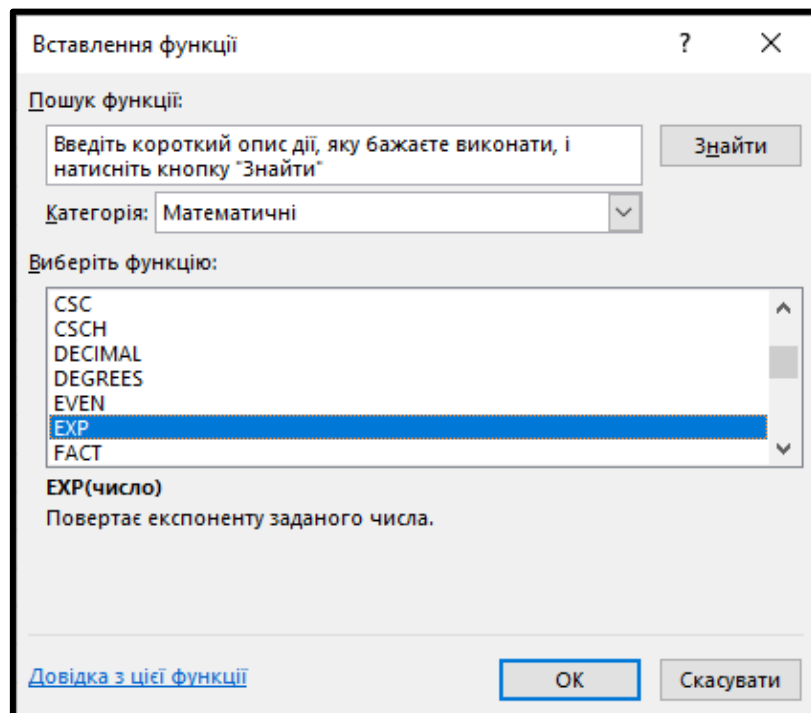 Вставлення функції ? ×
Пошук функції:
Введіть короткий опис дії, яку бажаєте виконати, і
натисніть кнопку "Знайти"
Знайти
Категорія: Математичні
Виберіть функцію:
CSC
CSCH
DECIMAL
DEGREES
EVEN
EXP
FACT
EXP(число)
Повертає експоненту заданого числа.
Довідка з цієї функції
OK
Скасувати